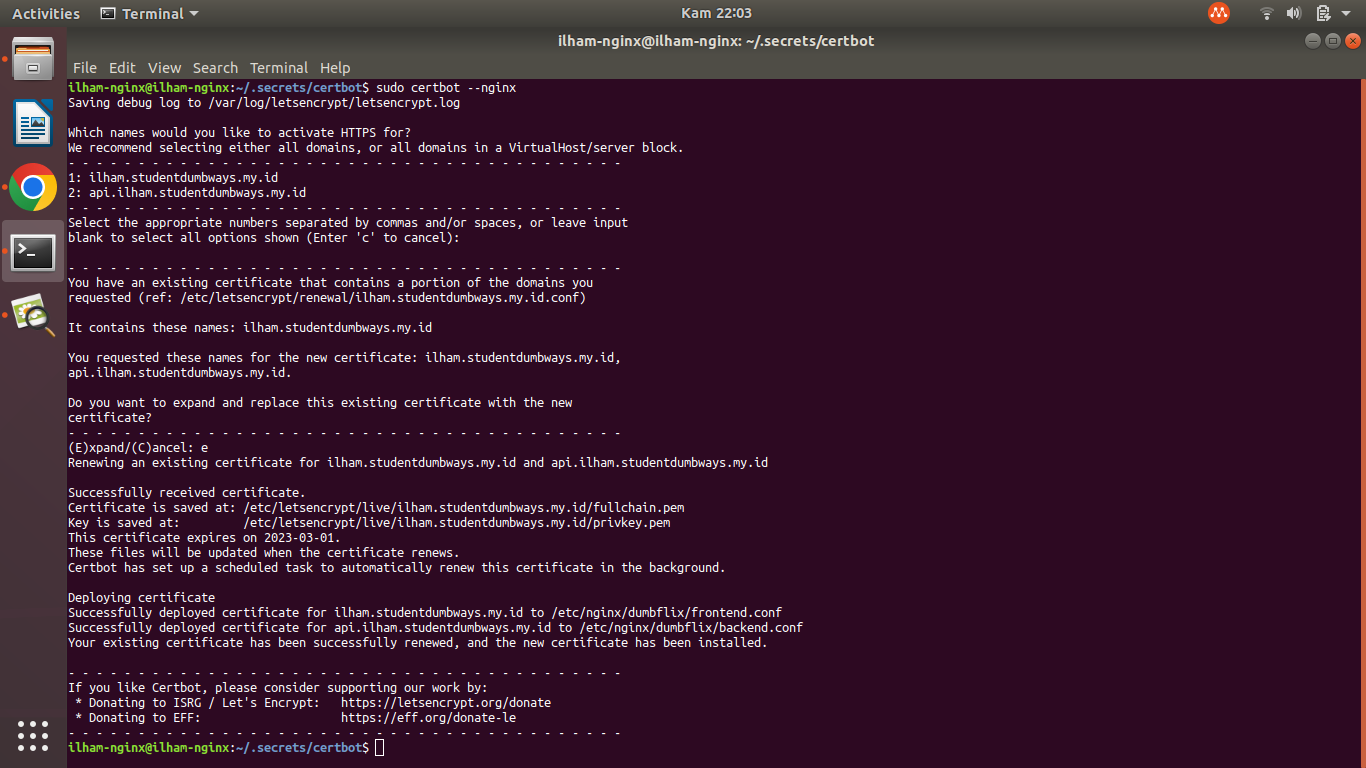 Activities
Terminal
Kam 22:03
ilham-nginx@ilham-nginx: ~/.secrets/certbot
File Edit View Search Terminal Help
ilham-nginx@ilham-nginx:~/.secrets/certbot$ sudo certbot --nginx
Saving debug log to /var/log/letsencrypt/letsencrypt.log
Which names would you like to activate HTTPS for?
We recommend selecting either all domains, or all domains in a VirtualHost/server block.
- - - - - - - - - - - - - - - - - - - - - - - - - - - - - - - - - - - - - - - -
1: ilham.studentdumbways.my.id
2: api.ilham.studentdumbways.my.id
- - - - - - - - - - - - - - - - - - - - - - - - - - - - - - - - - - - - - - - -
Select the appropriate numbers separated by commas and/or spaces, or leave input
blank to select all options shown (Enter 'c' to cancel):
- - - - - - - - - - - - - - - - - - - - - - - - - - - - - - - - - - - - - - - -
You have an existing certificate that contains a portion of the domains you
requested (ref: /etc/letsencrypt/renewal/ilham.studentdumbways.my.id.conf)
It contains these names: ilham.studentdumbways.my.id
You requested these names for the new certificate: ilham.studentdumbways.my.id,
api.ilham.studentdumbways.my.id.
Do you want to expand and replace this existing certificate with the new
certificate?
- - - - - - - - - - - - - - - - - - - - - - - - - - - - - - - - - - - - - - - -
(E)xpand/(C)ancel: e
Renewing an existing certificate for ilham.studentdumbways.my.id and api.ilham.studentdumbways.my.id
Successfully received certificate.
Certificate is saved at: /etc/letsencrypt/live/ilham.studentdumbways.my.id/fullchain.pem
Key is saved at:         /etc/letsencrypt/live/ilham.studentdumbways.my.id/privkey.pem
This certificate expires on 2023-03-01.
These files will be updated when the certificate renews.
Certbot has set up a scheduled task to automatically renew this certificate in the background.
Deploying certificate
Successfully deployed certificate for ilham.studentdumbways.my.id to /etc/nginx/dumbflix/frontend.conf
Successfully deployed certificate for api.ilham.studentdumbways.my.id to /etc/nginx/dumbflix/backend.conf
Your existing certificate has been successfully renewed, and the new certificate has been installed.
- - - - - - - - - - - - - - - - - - - - - - - - - - - - - - - - - - - - - - - -
If you like Certbot, please consider supporting our work by:
 * Donating to ISRG / Let's Encrypt:   https://letsencrypt.org/donate
 * Donating to EFF:                    https://eff.org/donate-le
- - - - - - - - - - - - - - - - - - - - - - - - - - - - - - - - - - - - - - - -
ilham-nginx@ilham-nginx:~/.secrets/certbot$